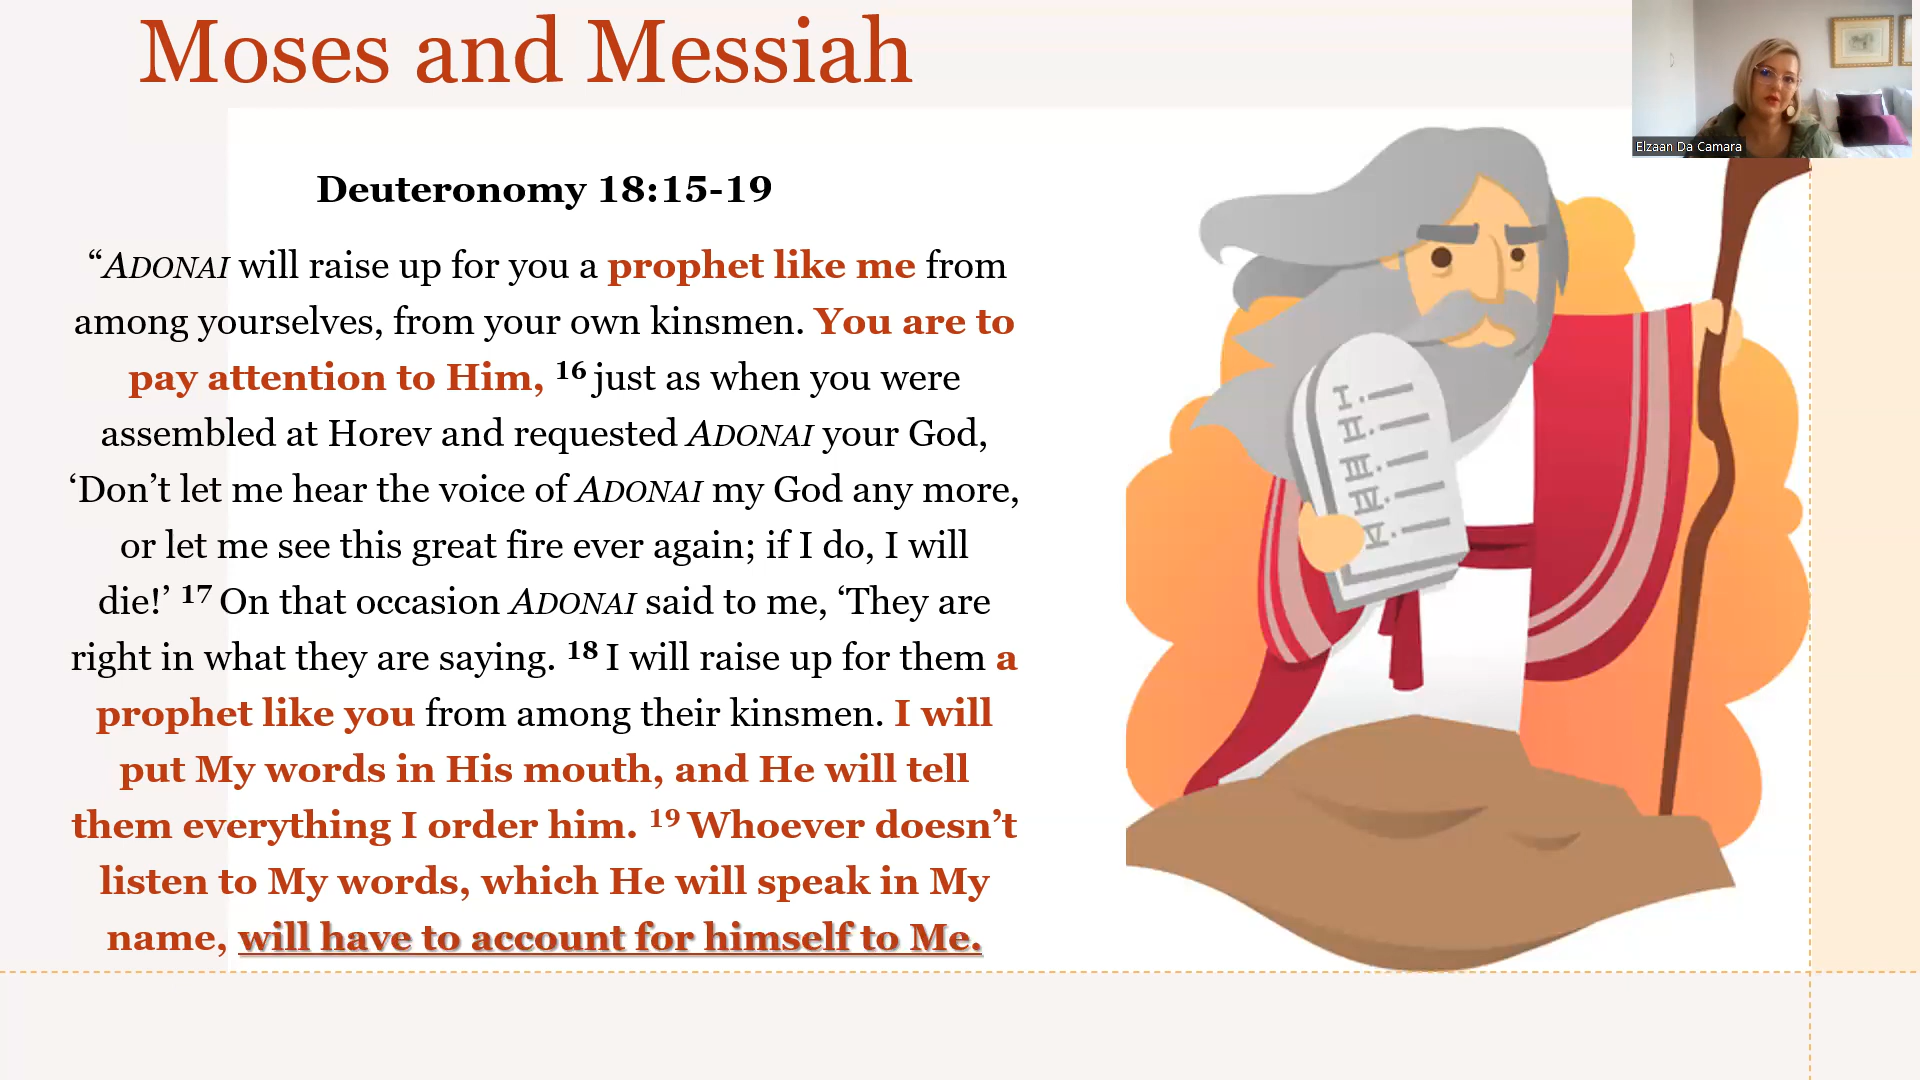 Moses and Messiah
Elzaan Da Camara
Deuteronomy 18:15-19
“ADONAI will raise up for you a prophet like me from
among yourselves, from your own kinsmen. You are to
pay attention to Him, 16 just as when you were
assembled at Horev and requested ADONAI your God,
‘Don’t let me hear the voice of ADONAI my God any more,
or let me see this great fire ever again; if I do, I will
die!’ 17 On that occasion ADONAI said to me, ‘They are
right in what they are saying. 18 I will raise up for them a
prophet like you from among their kinsmen. I will
put My words in His mouth, and He will tell
them everything I order him. 19 Whoever doesn’t
listen to My words, which He will speak in My
name, will have to account for himself to Me.